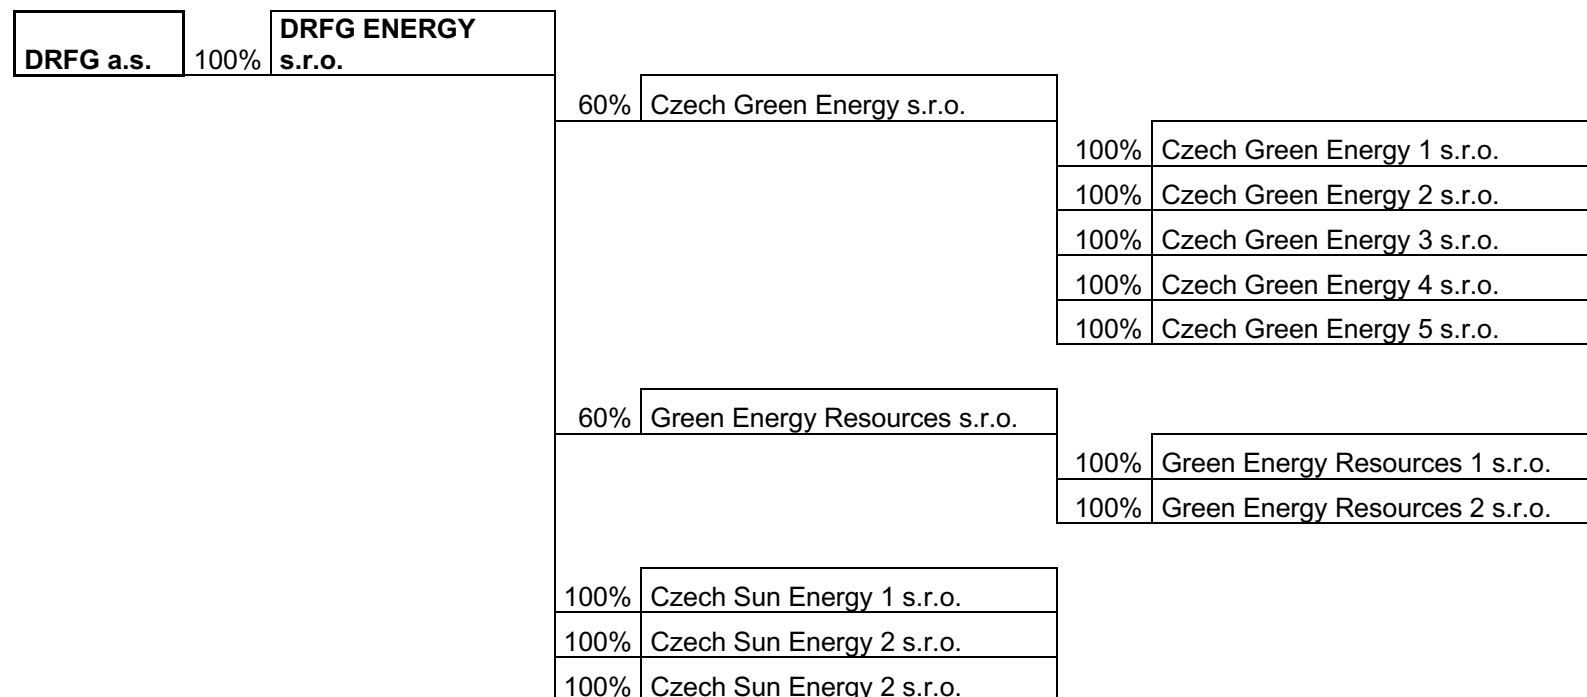 DRFG ENERGY
DRFG a.s. 100% s.r.o.
60% Czech Green Energy s.r.o.
100% Czech Green Energy 1 s.r.o.
100% Czech Green Energy 2 s.r.o.
100% Czech Green Energy 3 s.r.o.
100% Czech Green Energy 4 s.r.o.
100% Czech Green Energy 5 s.r.o.
60% Green Energy Resources s.r.o.
100% Green Energy Resources 1 s.r.o.
100% Green Energy Resources 2 s.r.o.
100% Czech Sun Energy 1 s.r.o.
100% Czech Sun Energy 2 s.r.o.
100% Czech Sun Energy 2 s.r.o.